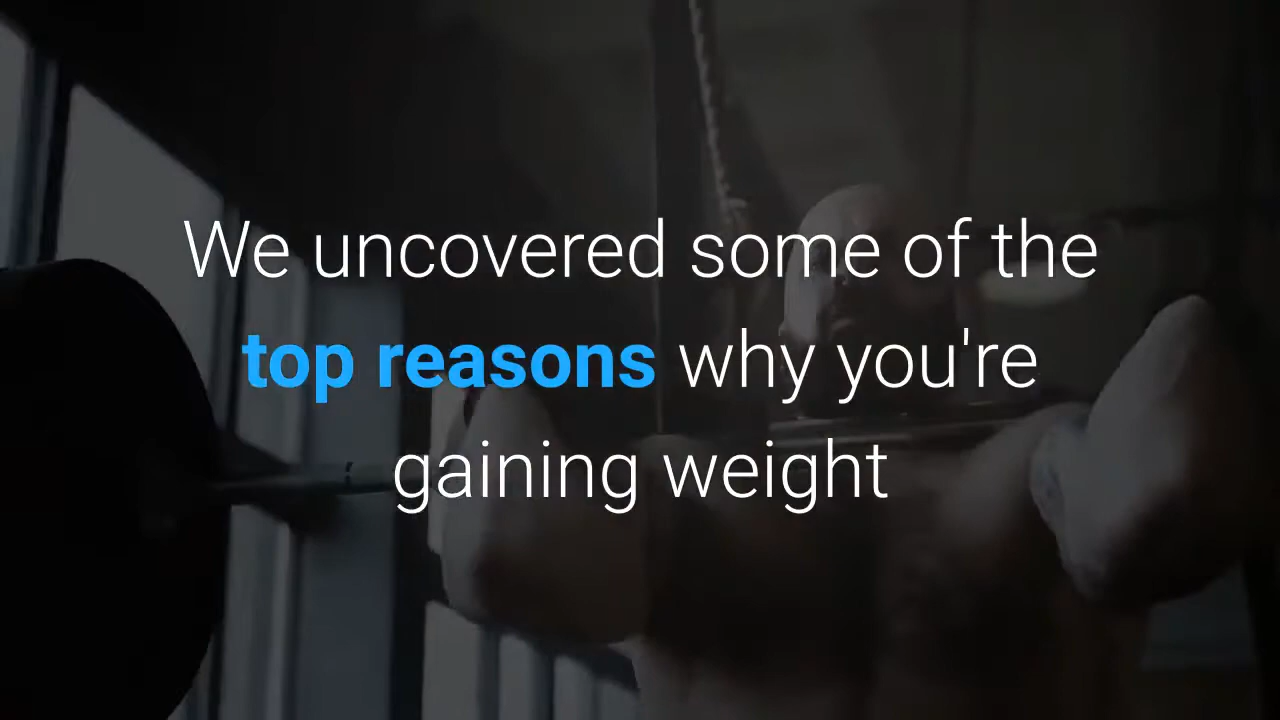 We uncovered some of the
top reasons why you're
gaining weight